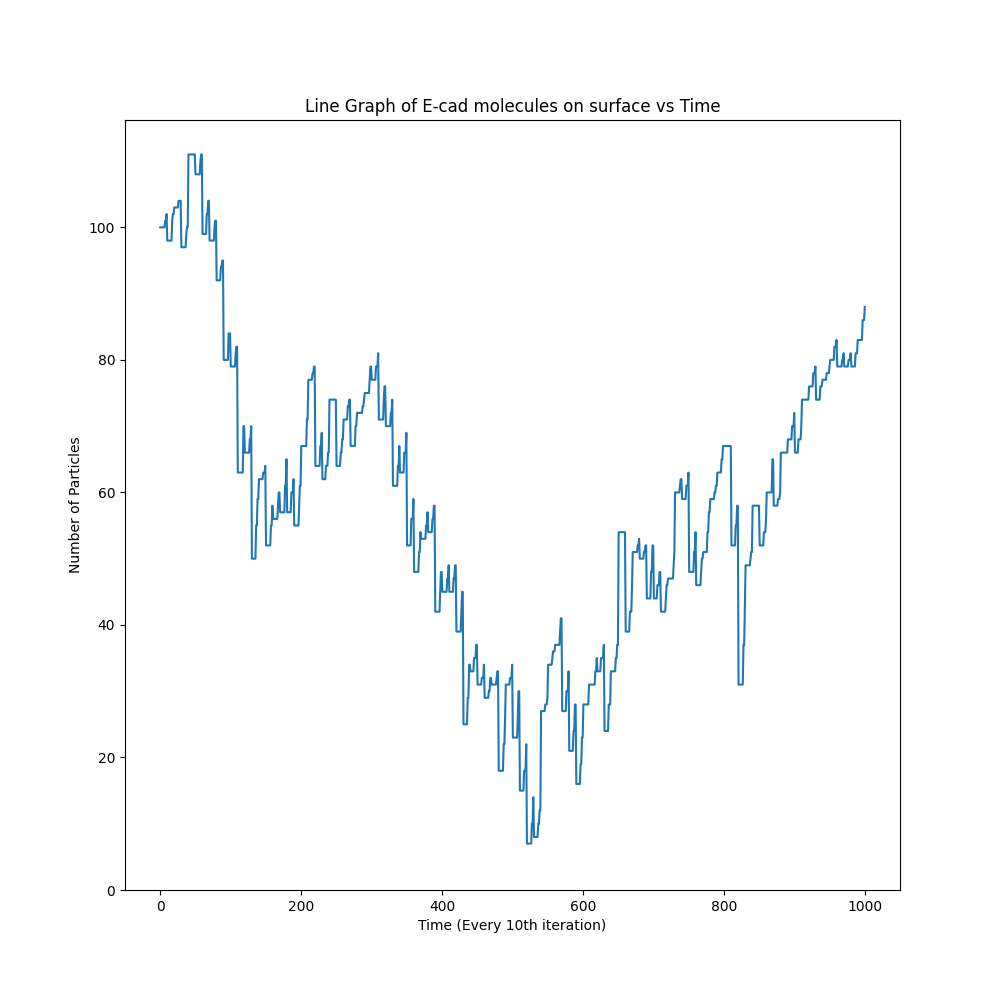 Line Graph of E-cad molecules on surface vs Time
100
80
60
40
20
0
Number of Particles
0 200 400 600 800 1000
Time (Every 10th iteration)